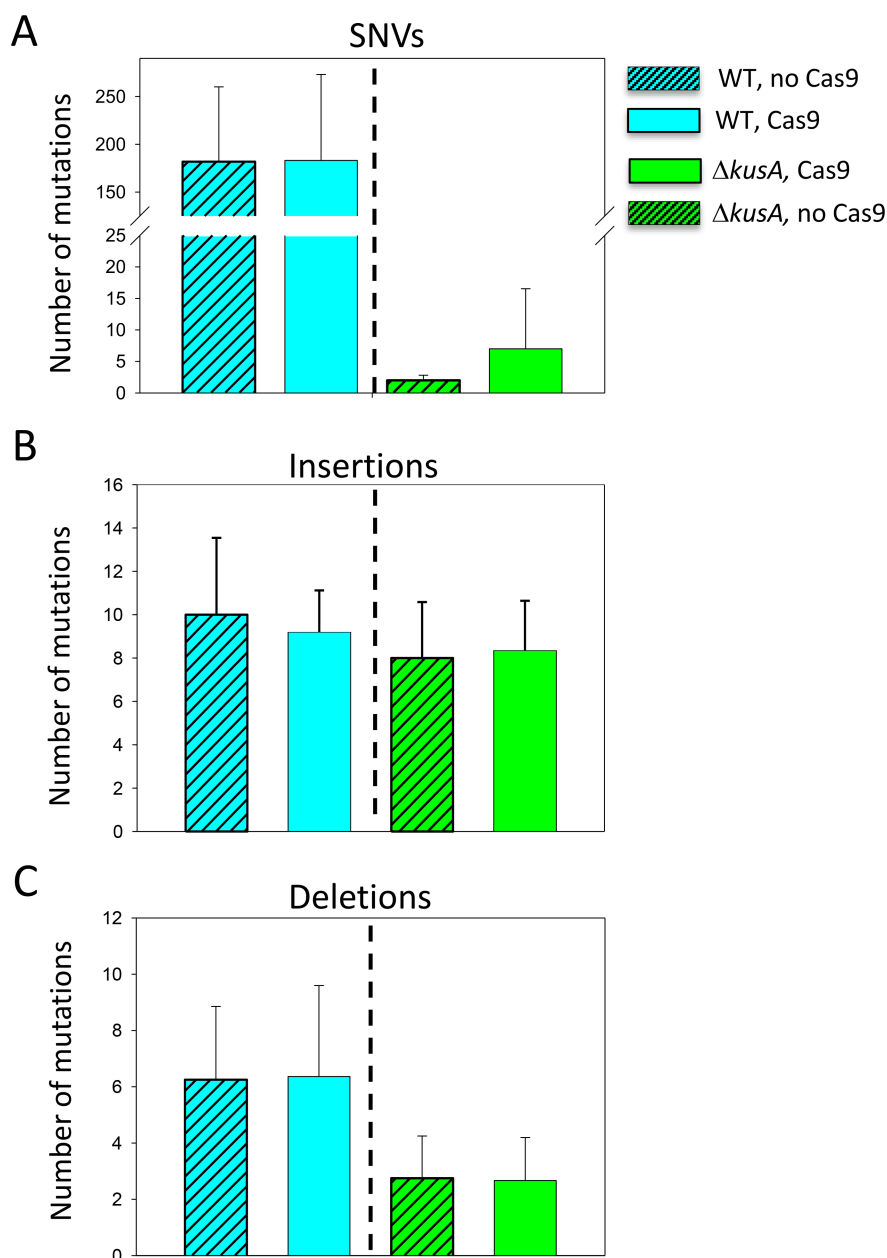 A
SNVs
Number of mutations
250
200
150
25
20
15
10
5
0
WT, no Cas9
WT, Cas9
ΔkusA, Cas9
ΔkusA, no Cas9
B
Insertions
Number of mutations
16
14
12
10
8
6
4
2
0
C
Deletions
Number of mutations
12
10
8
6
4
2
0